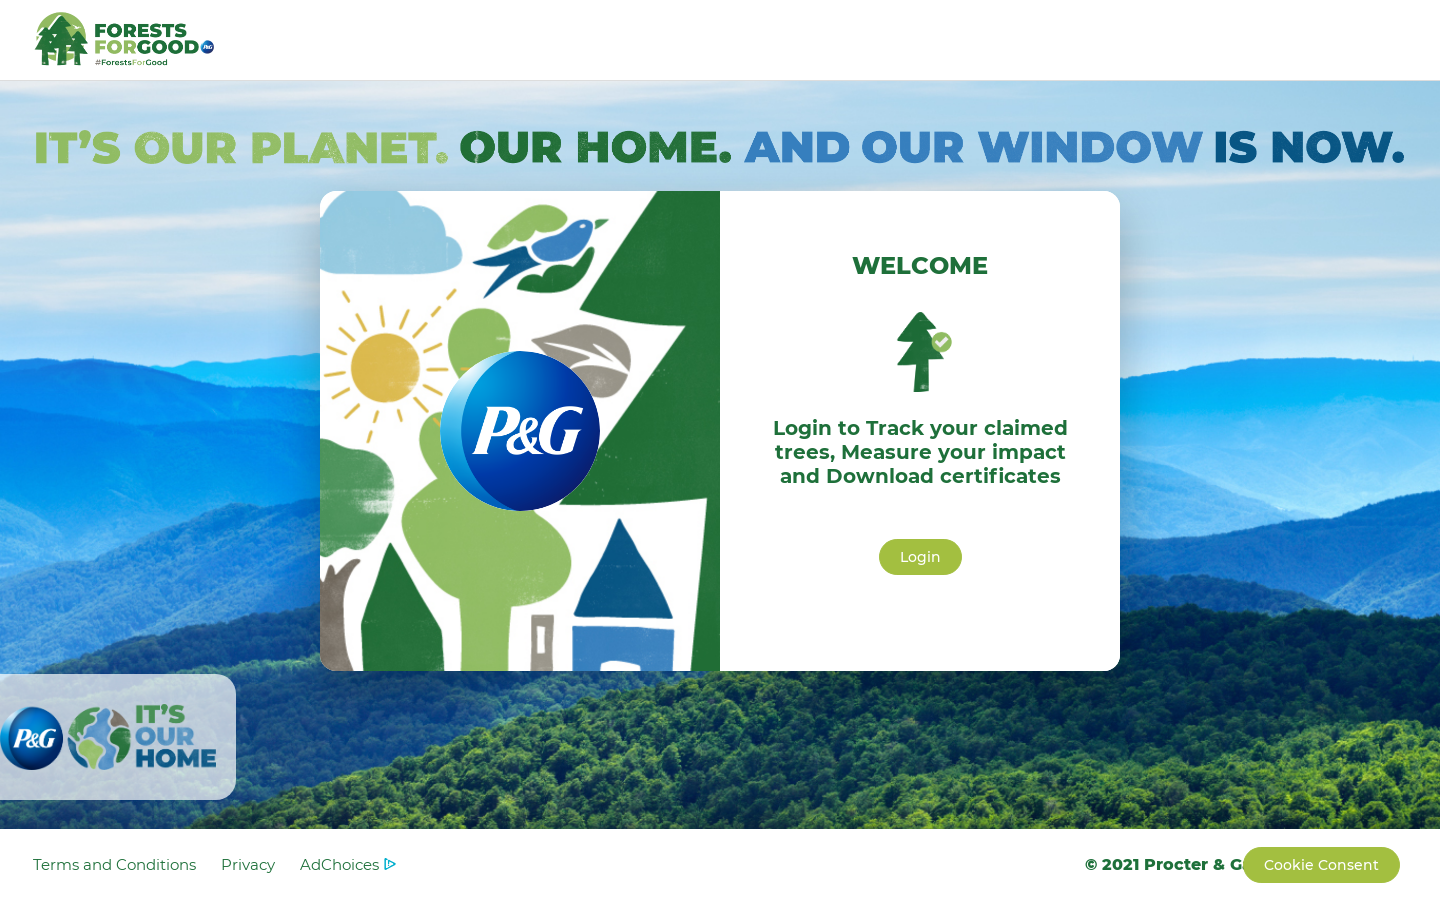 FORESTS
FORGOOD P&G
#ForestsForGood
IT'S OUR PLANET. OUR HOME. AND OUR WINDOW IS NOW.
P&G
WELCOME
Login to Track your claimed
trees, Measure your impact
and Download certificates
Login
P&G
IT'S
OUR
HOME
Terms and Conditions
Privacy
AdChoices
© 2021 Procter &
Cookie Consent